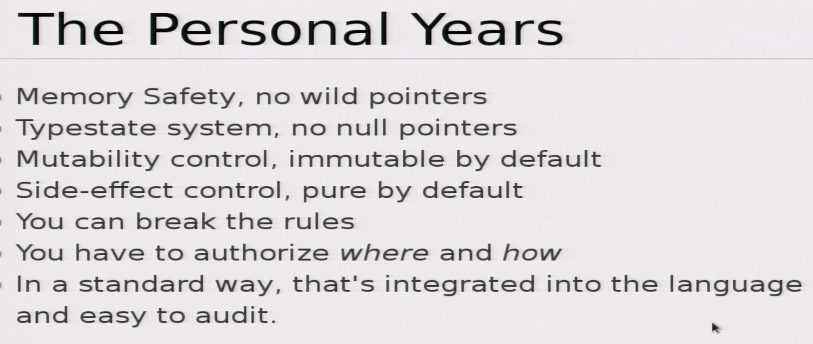 The Personal Years
Memory Safety, no wild pointers
Typestate system, no null pointers
Mutability control, immutable by default
Side-effect control, pure by default
You can break the rules
You have to authorize where and how
In a standard way, that's integrated into the language
and easy to audit.